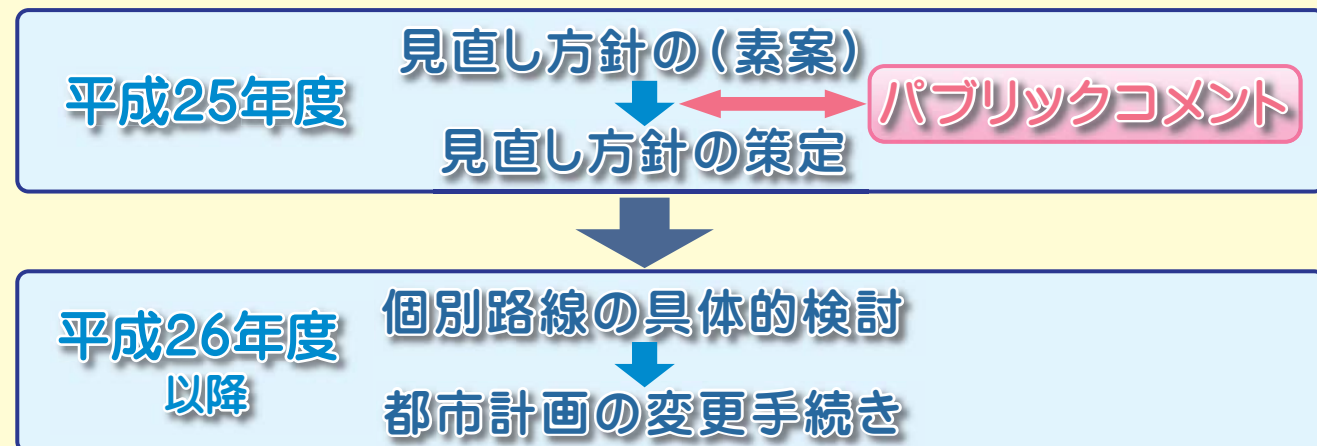 平成25年度
見直し方針の(素案)
パブリックコメント
見直し方針の策定
平成26年度
以降
個別路線の具体的検討
都市計画の変更手続き